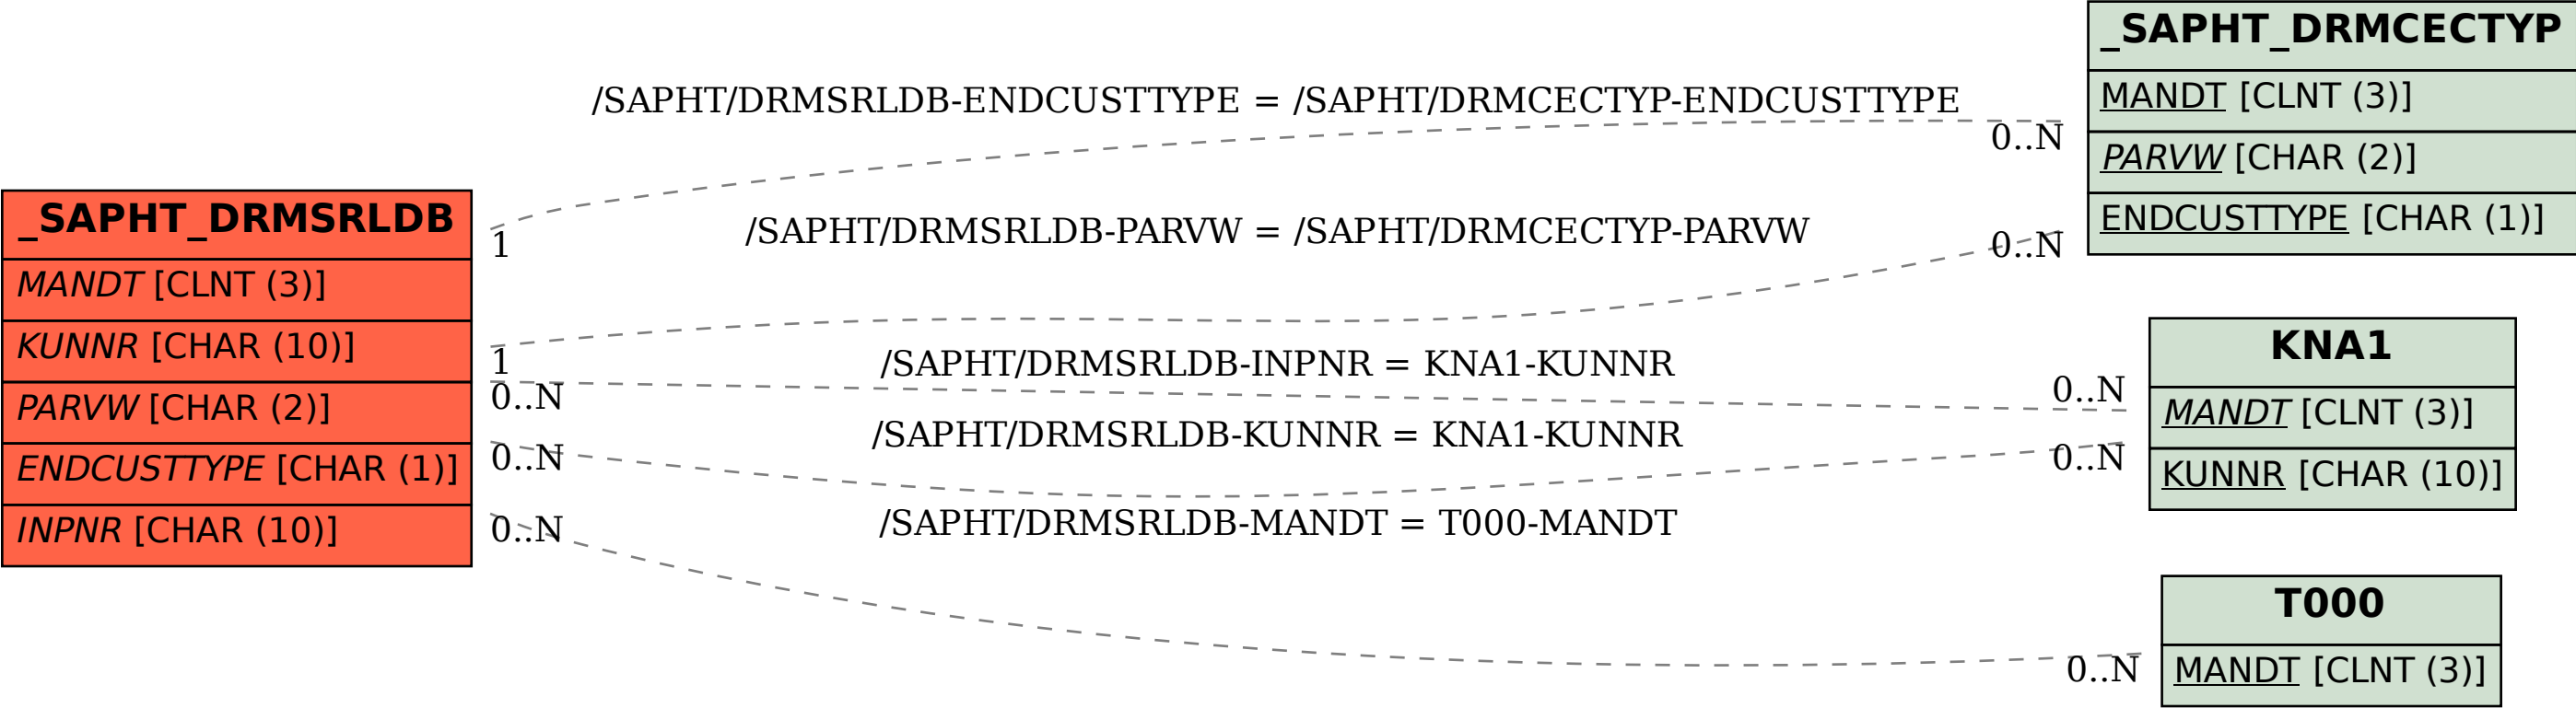 _SAPHT_DRMSRLDB
MANDT [CLNT (3)]
KUNNR [CHAR (10)]
PARVW [CHAR (2)]
ENDCUSTTYPE [CHAR (1)]
INPNR [CHAR (10)]
/SAPHT/DRMSRLDB-ENDCUSTTYPE = /SAPHT/DRMCECTYP-ENDCUSTTYPE
1
0..N
/SAPHT/DRMSRLDB-PARVW = /SAPHT/DRMCECTYP-PARVW
1
0..N
/SAPHT/DRMSRLDB-INPNR = KNA1-KUNNR
0..N
0..N
/SAPHT/DRMSRLDB-KUNNR = KNA1-KUNNR
0..N
0..N
/SAPHT/DRMSRLDB-MANDT = T000-MANDT
0..N
0..N
_SAPHT_DRMCECTYP
MANDT [CLNT (3)]
PARVW [CHAR (2)]
ENDCUSTTYPE [CHAR (1)]
KNA1
MANDT [CLNT (3)]
KUNNR [CHAR (10)]
T000
MANDT [CLNT (3)]